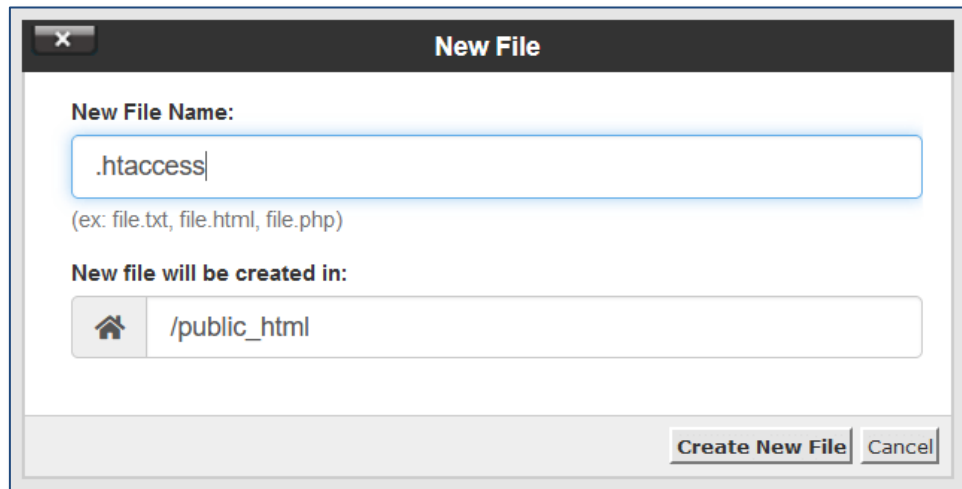 New File
New File Name:
.htaccess
(ex: file.txt, file.html, file.php)
New file will be created in:
/public_html
Create New File Cancel